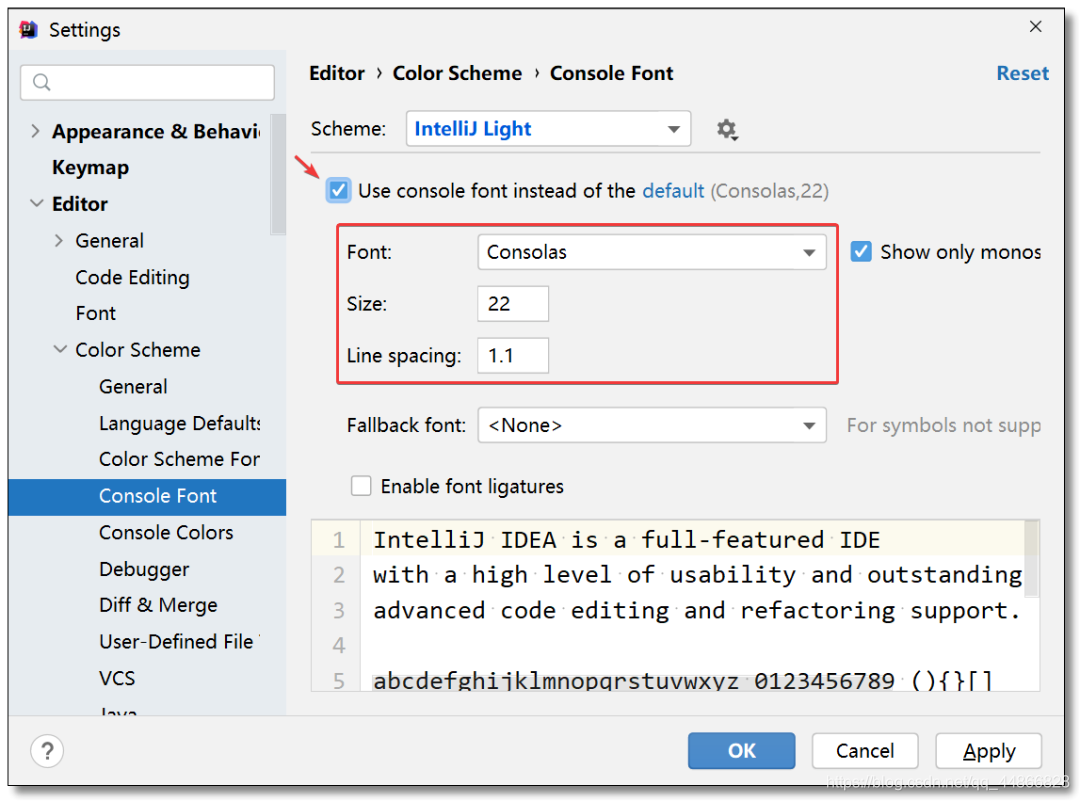 Settings
Editor › Color Scheme › Console Font Reset
Appearance & Behavi
Keymap
Editor
General
Code Editing
Font
Color Scheme
General
Language Defaults
Color Scheme For
Console Font
Console Colors
Debugger
Diff & Merge
User-Defined File
VCS
Java
Scheme: IntelliJ Light
Use console font instead of the default (Consolas,22)
Font: Consolas Show only monos
Size: 22
Line spacing: 1.1
Fallback font: <None> For symbols not supp
Enable font ligatures
1 IntelliJ IDEA is a full-featured IDE
2 with a high level of usability and outstanding
3 advanced code editing and refactoring support.
4
5 abcdefghijklmnopqrstuvwxyz 0123456789 (){}[]
? OK Cancel Apply
https://blog.csdn.net/qq_44866828